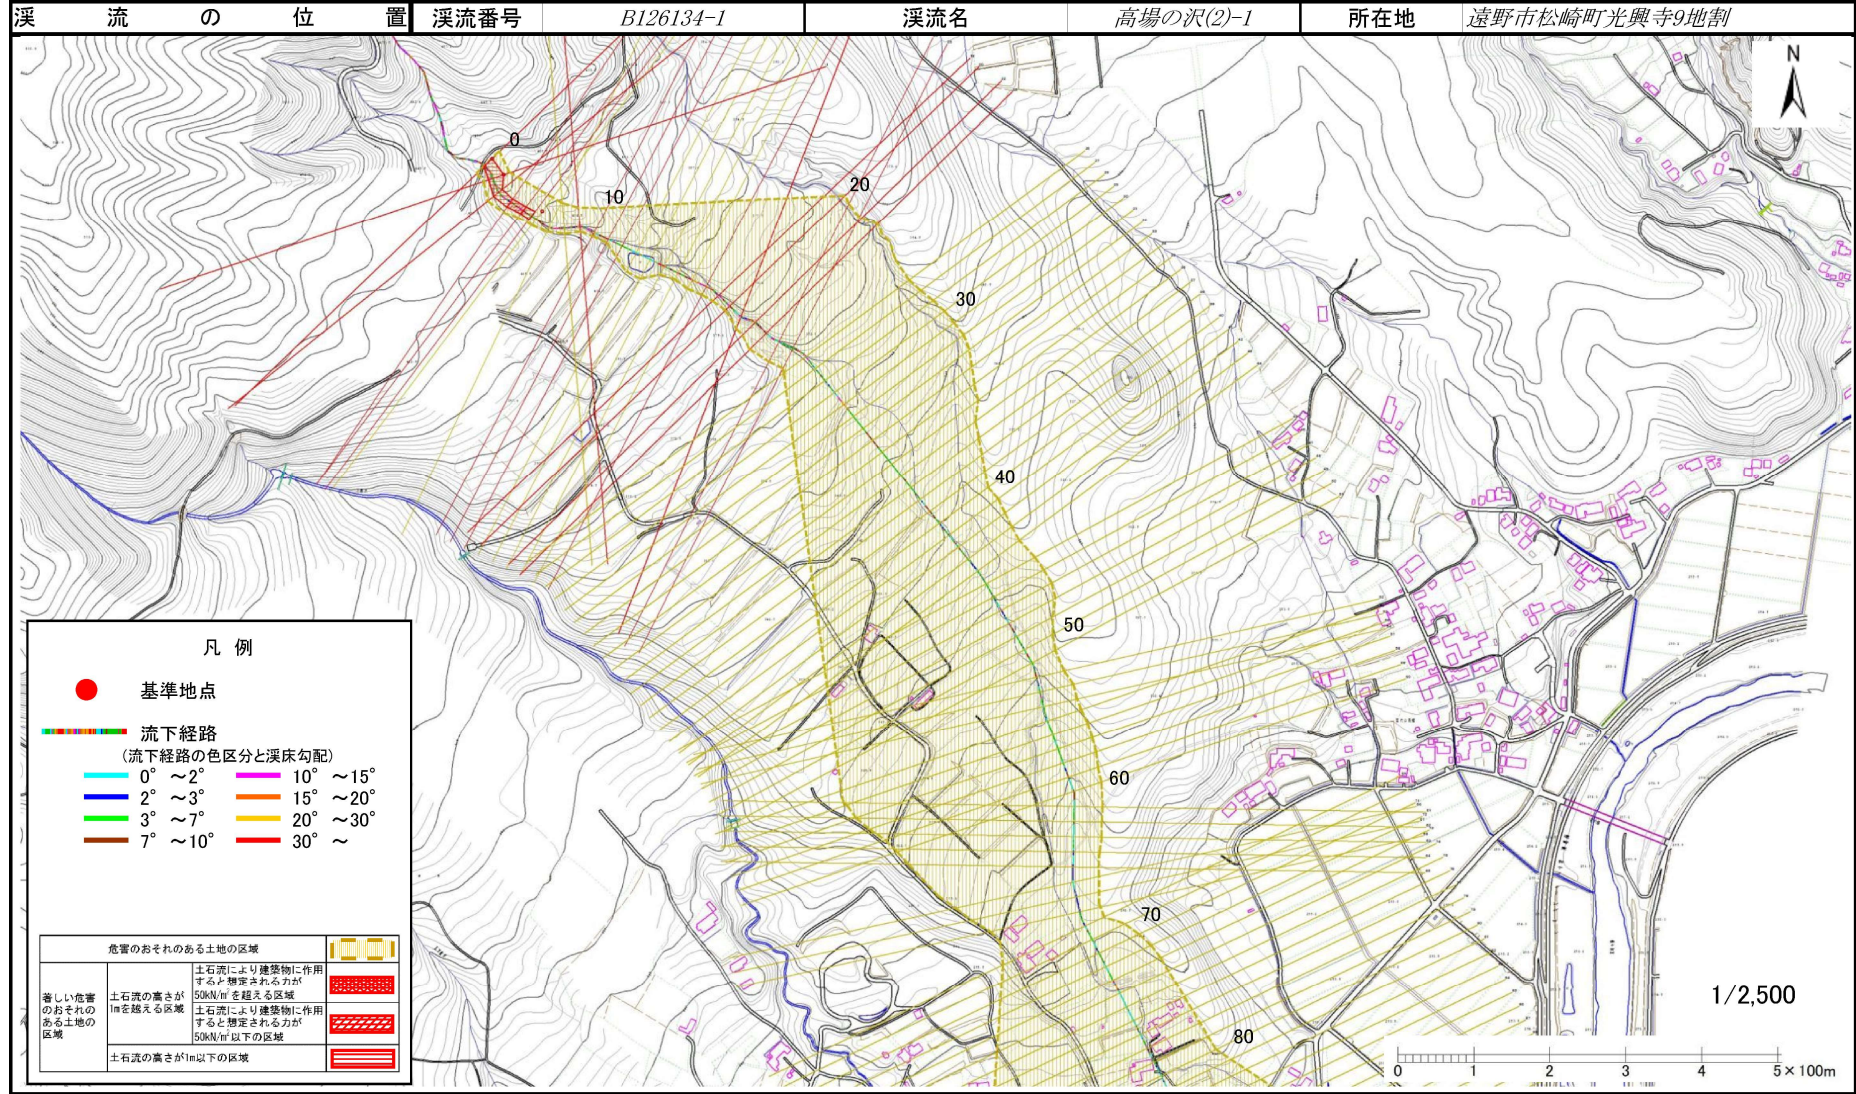 渓流の位置 渓流番号 B126134-1 渓流名 高場の沢(2)-1 所在地 遠野市松崎町光興寺9地割
N
0
10
20
30
40
50
60
70
80
凡 例
基準地点
流下経路
(流下経路の色区分と渓床勾配)
0° ～2° 10° ～15°
2° ～3° 15° ～20°
3° ～7° 20° ～30°
7° ～10° 30° ～
危害のおそれのある土地の区域
著しい危害
のおそれの
ある土地の
区域
土石流の高さが
1mを越える区域
土石流により建築物に作用
すると想定される力が
50kN/㎡を超える区域
土石流により建築物に作用
すると想定される力が
50kN/㎡以下の区域
土石流の高さが1m以下の区域
1/2,500
0 1 2 3 4 5×100m